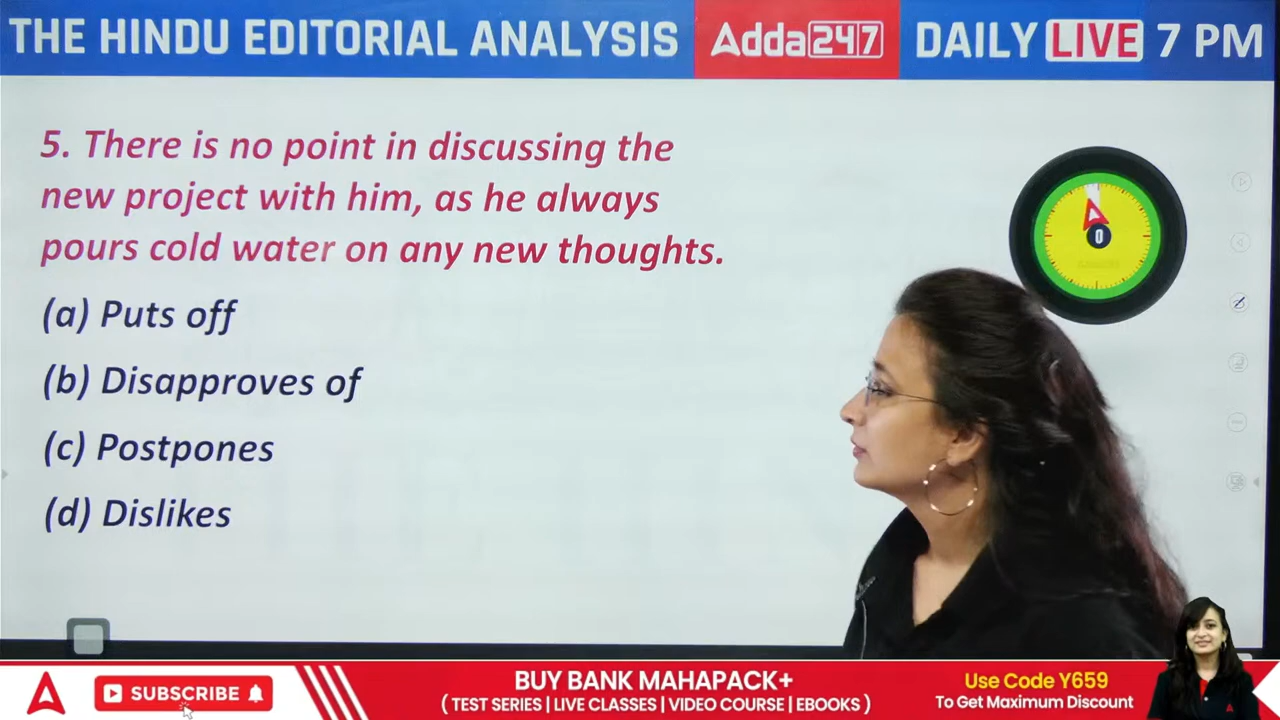 THE HINDU EDITORIAL ANALYSIS
Adda247
DAILY LIVE 7 PM
5. There is no point in discussing the
new project with him, as he always
pours cold water on any new thoughts.
(a) Puts off
(b) Disapproves of
(c) Postpones
(d) Dislikes
0
SUBSCRIBE
BUY BANK MAHAPACK+
( TEST SERIES | LIVE CLASSES | VIDEO COURSE | EBOOKS )
Use Code Y659
To Get Maximum Discount